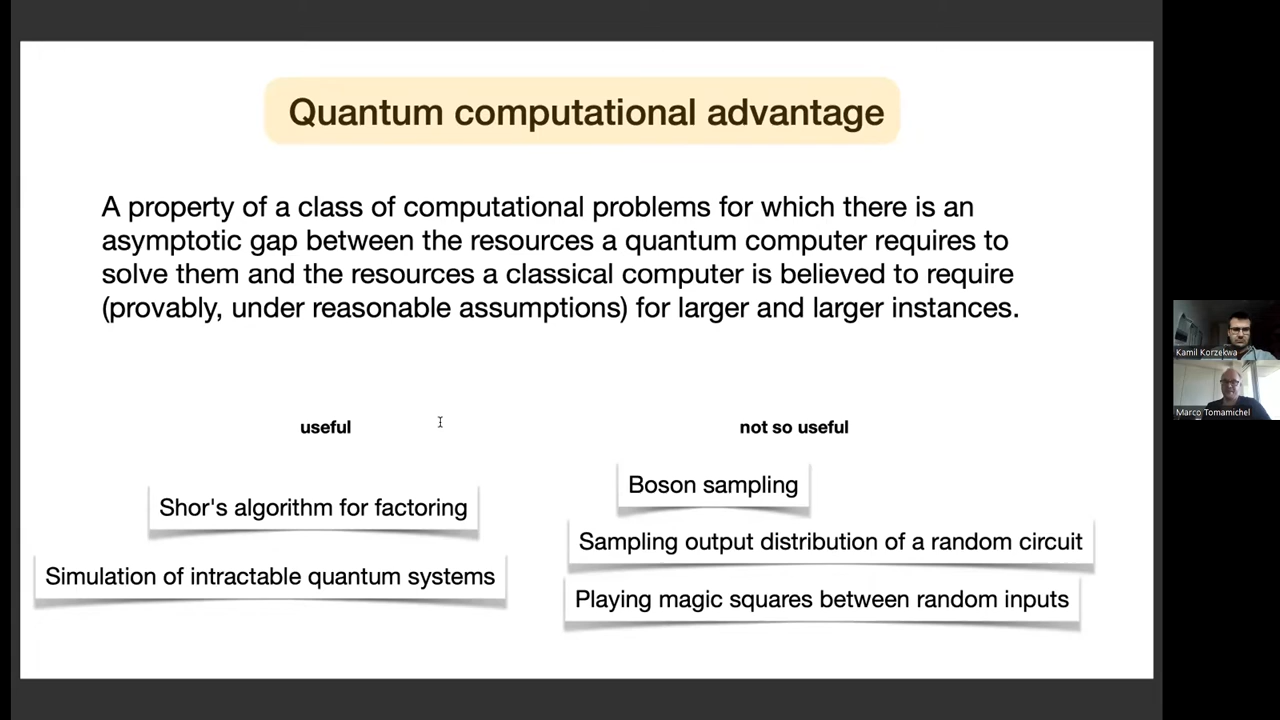 Quantum computational advantage
A property of a class of computational problems for which there is an
asymptotic gap between the resources a quantum computer requires to
solve them and the resources a classical computer is believed to require
(provably, under reasonable assumptions) for larger and larger instances.
useful
not so useful
Shor's algorithm for factoring
Simulation of intractable quantum systems
Boson sampling
Sampling output distribution of a random circuit
Playing magic squares between random inputs
Kamil Korzekwa
Marco Tomamichel